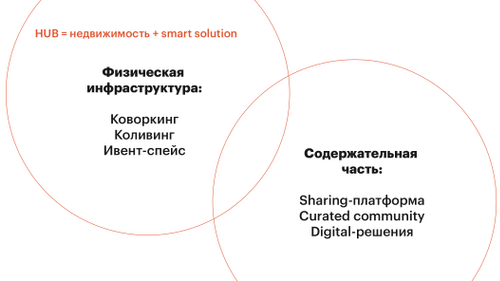 HUB = недвижимость + smart solution
Физическая
инфраструктура:
Коворкинг
Коливинг
Ивент-спейс
Содержательная
часть:
Sharing-платформа
Curated community
Digital-решения